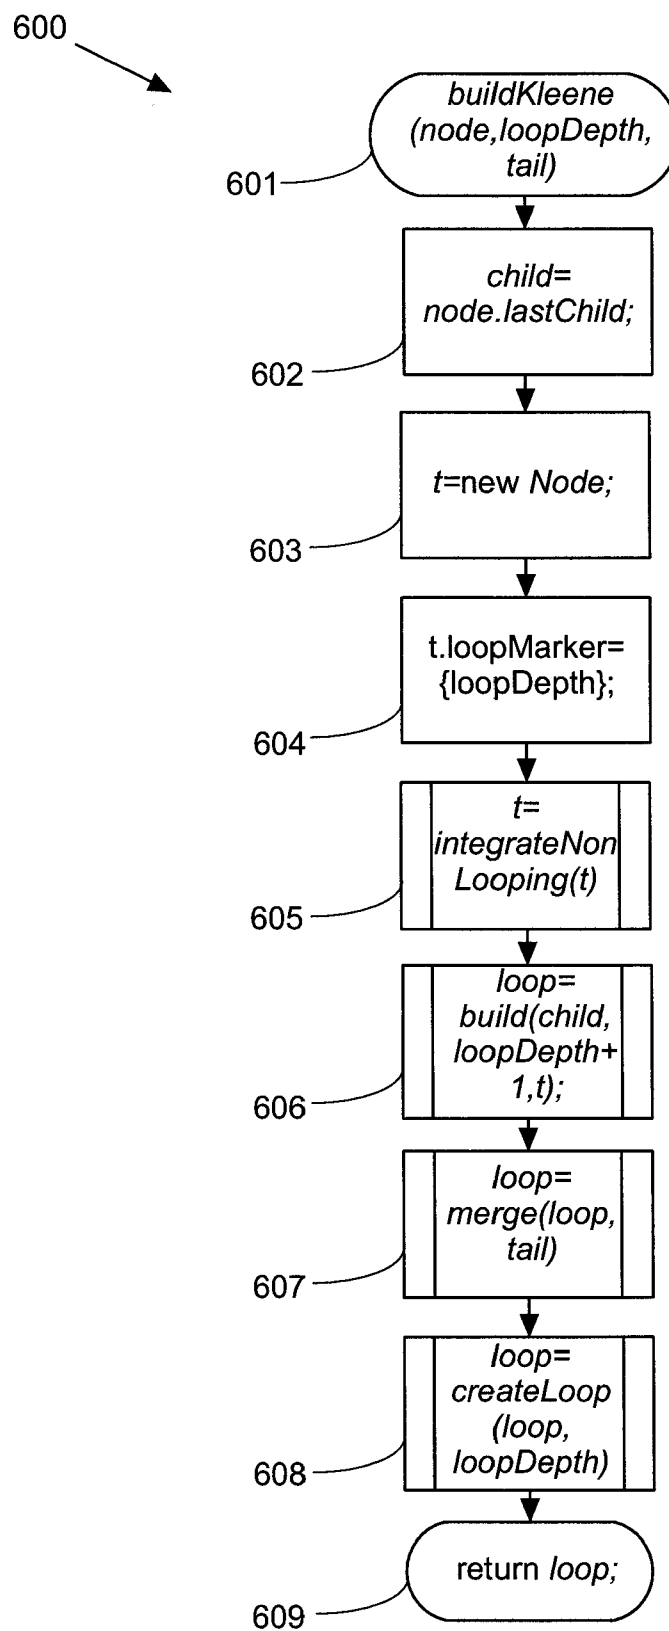 600
buildKleene
(node,loopDepth,
tail)
601
child=
node.lastChild;
602
t=new Node;
603
t.loopMarker=
{loopDepth};
604
t=
integrateNon
Looping(t)
605
loop=
build(child,
loopDepth+
1,t);
606
loop=
merge(loop,
tail)
607
loop=
createLoop
(loop,
loopDepth)
608
return loop;
609